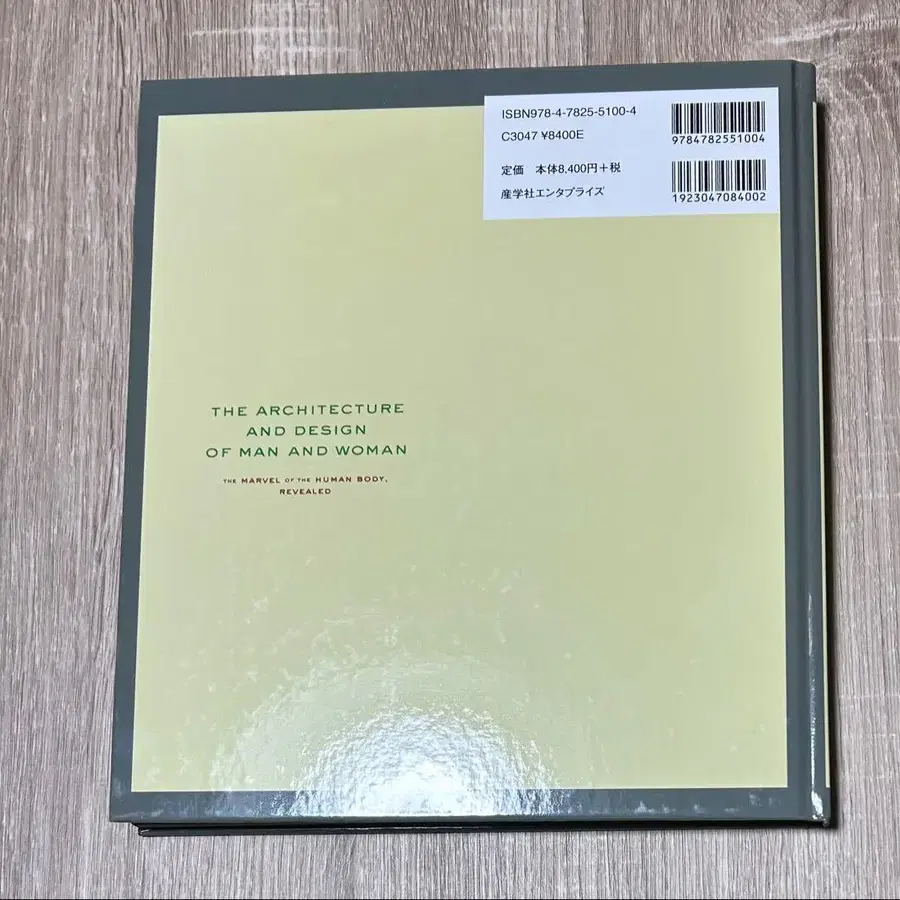 ISBN978-4-7825-5100-4
C3047 ¥8400E
定価 本体8,400円+税
産学社エンタプライズ
9784782551004
1923047084002
THE ARCHITECTURE
AND DESIGN
OF MAN AND WOMAN
THE MARVEL OF THE HUMAN BODY,
REVEALED